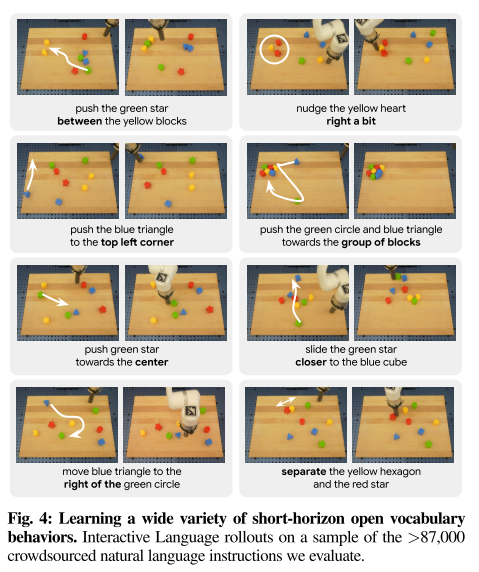 push the green star
between the yellow blocks
nudge the yellow heart
right a bit
push the blue triangle
to the top left corner
push the green circle and blue triangle
towards the group of blocks
push green star
towards the center
slide the green star
closer to the blue cube
move blue triangle to the
right of the green circle
separate the yellow hexagon
and the red star
Fig. 4: Learning a wide variety of short-horizon open vocabulary
behaviors. Interactive Language rollouts on a sample of the >87,000
crowdsourced natural language instructions we evaluate.